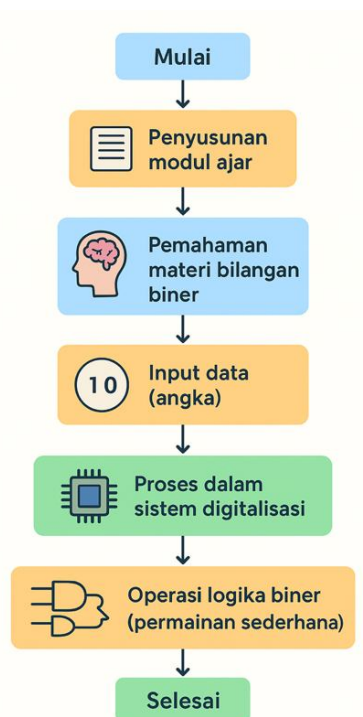 Mulai
Penyusunan
modul ajar
Pemahaman
materi bilangan
biner
10
Input data
(angka)
Proses dalam
sistem digitalisasi
Operasi logika biner
(permainan sederhana)
Selesai